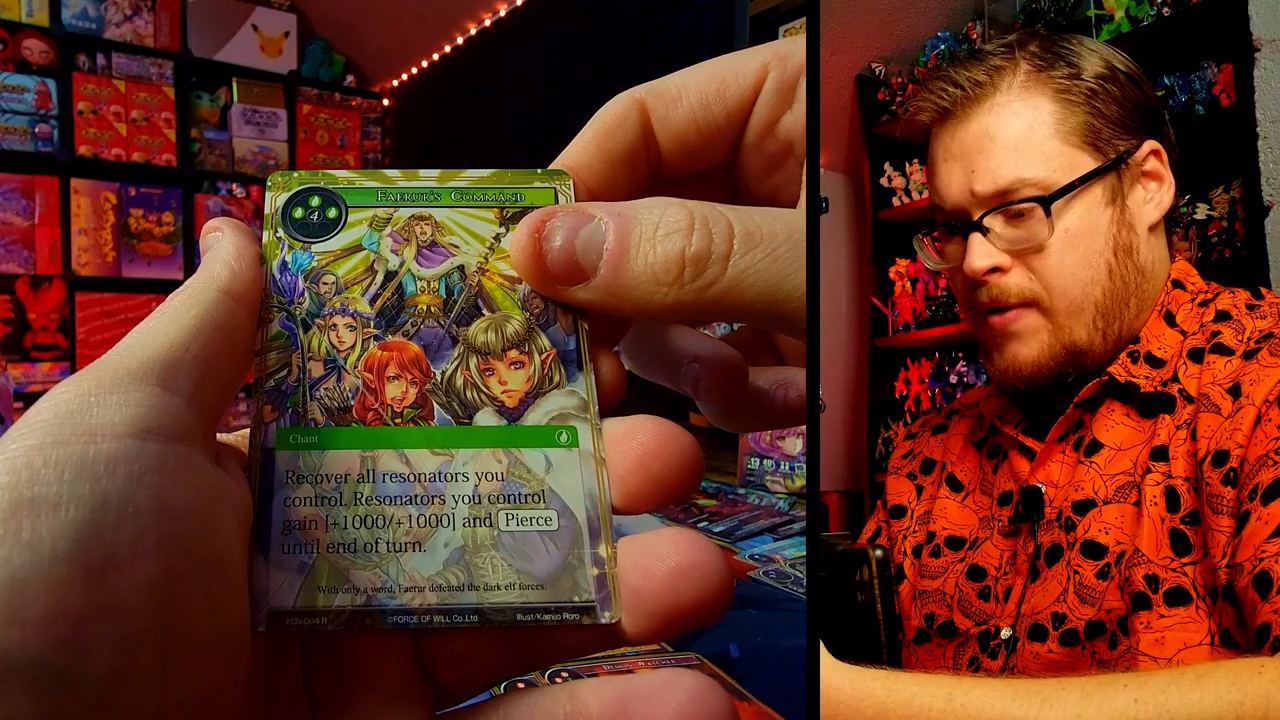 Faerur's Command
4
Chant
Recover all resonators you
control. Resonators you control
gain [+1000/+1000] and Pierce
until end of turn.
With only a word, Faerur defeated the dark elf forces.
ACN-094 R
©FORCE OF WILL Co.,Ltd.
Illust/Kamijo Roro
Demon Watcher